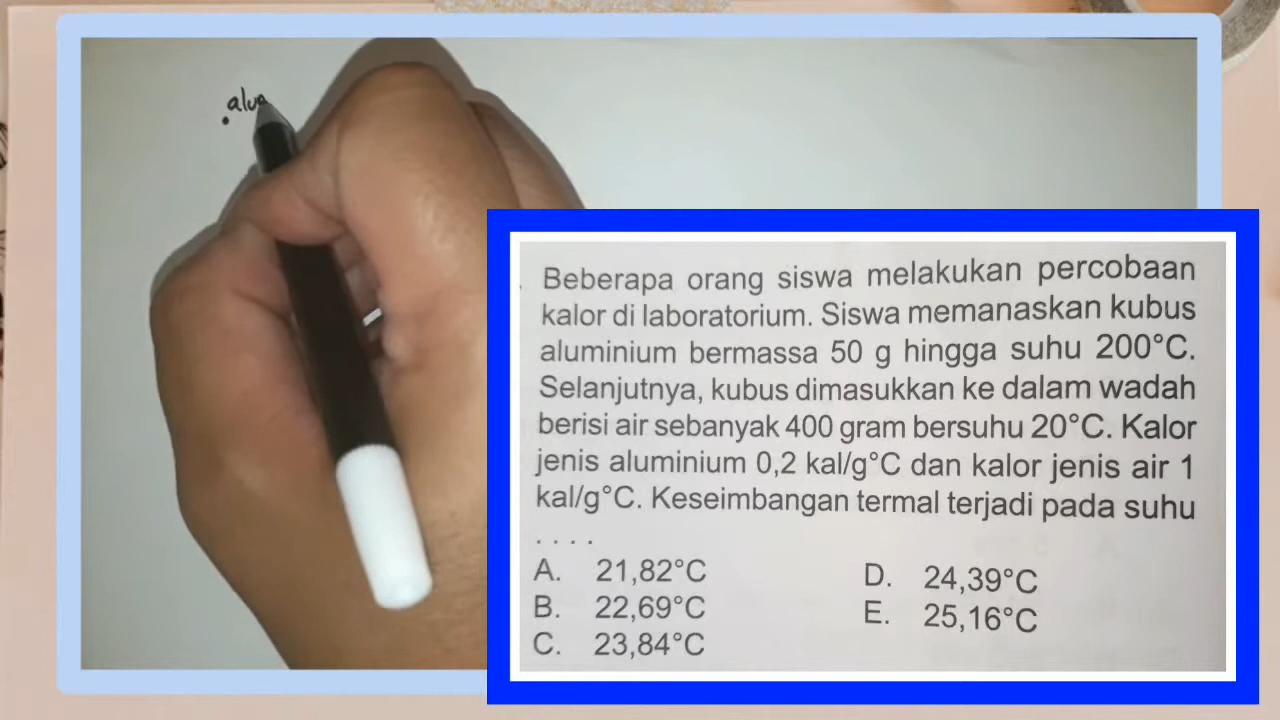 alu
Beberapa orang siswa melakukan percobaan
kalor di laboratorium. Siswa memanaskan kubus
aluminium bermassa 50 g hingga suhu 200°C.
Selanjutnya, kubus dimasukkan ke dalam wadah
berisi air sebanyak 400 gram bersuhu 20°C. Kalor
jenis aluminium 0,2 kal/g°C dan kalor jenis air 1
kal/g°C. Keseimbangan termal terjadi pada suhu
. . . .
A. 21,82°C
B. 22,69°C
C. 23,84°C
D. 24,39°C
E. 25,16°C